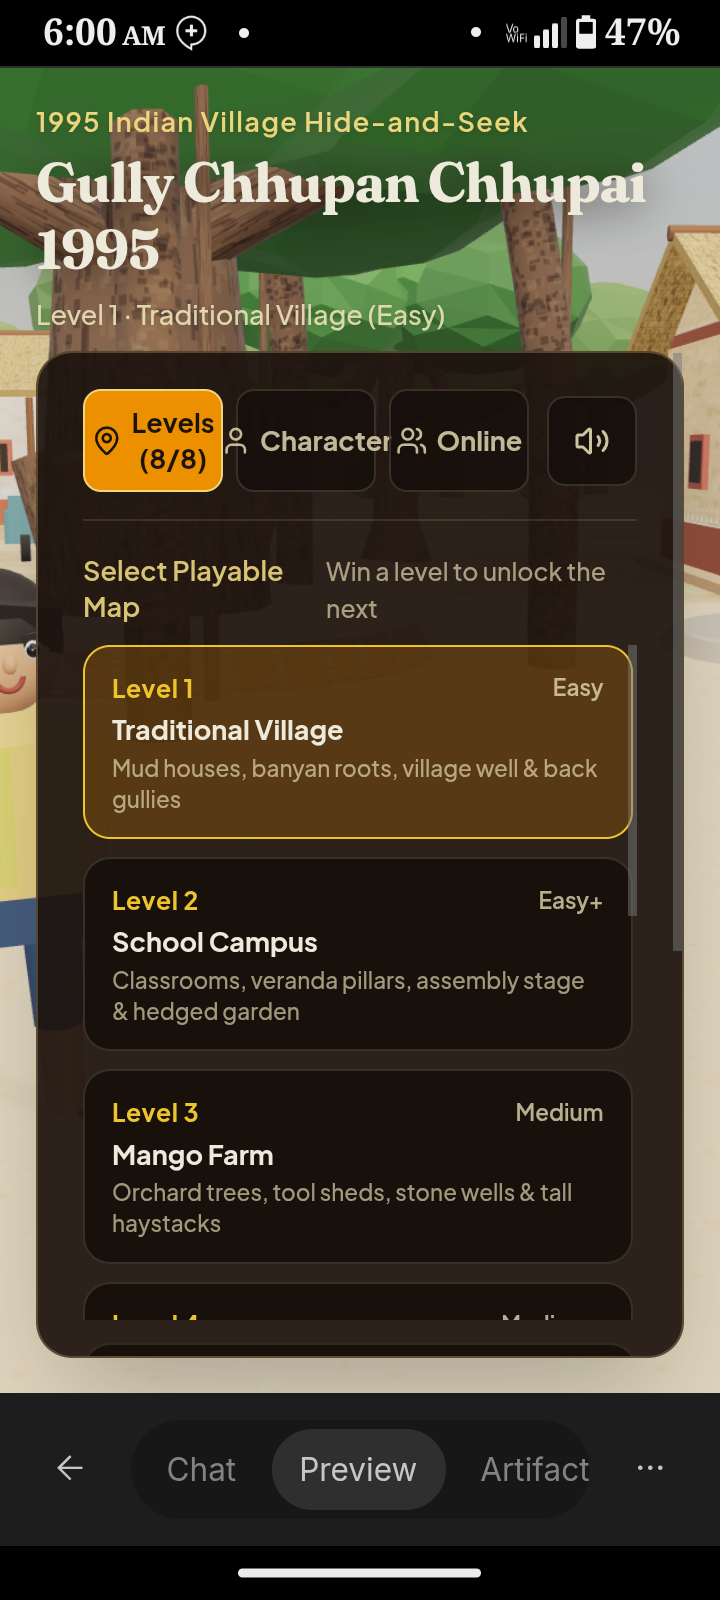 6:00 AM
Vo WiFi
47%
1995 Indian Village Hide-and-Seek
Gully Chhupan Chhupai
1995
Level 1 · Traditional Village (Easy)
Levels
(8/8)
Character
Online
Select Playable
Map
Win a level to unlock the
next
Level 1
Easy
Traditional Village
Mud houses, banyan roots, village well & back
gullies
Level 2
Easy+
School Campus
Classrooms, veranda pillars, assembly stage
& hedged garden
Level 3
Medium
Mango Farm
Orchard trees, tool sheds, stone wells & tall
haystacks
Chat
Preview
Artifact